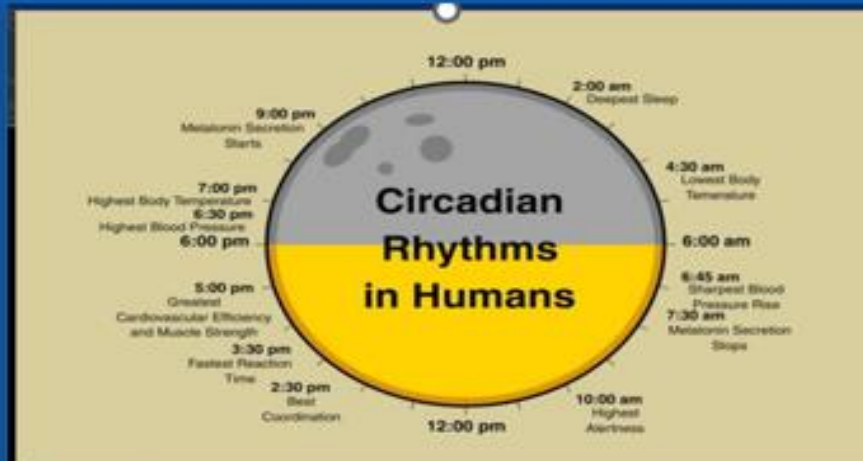 12:00 pm
2:00 am
Deepest Sleep
9:00 pm
Melatonin Secretion
Starts
4:30 am
Lowest Body
Temerature
7:00 pm
Highest Body Temperature
6:30 pm
Highest Blood Pressure
6:00 pm
Circadian
Rhythms
in Humans
6:00 am
6:45 am
Sharpest Blood
Pressure Rise
7:30 am
Melatonin Secretion
Stops
5:00 pm
Greatest
Cardiovascular Efficiency
and Muscle Strength
3:30 pm
Fastest Reaction
Time
2:30 pm
Best
Coordination
10:00 am
Highest
Alertness
12:00 pm